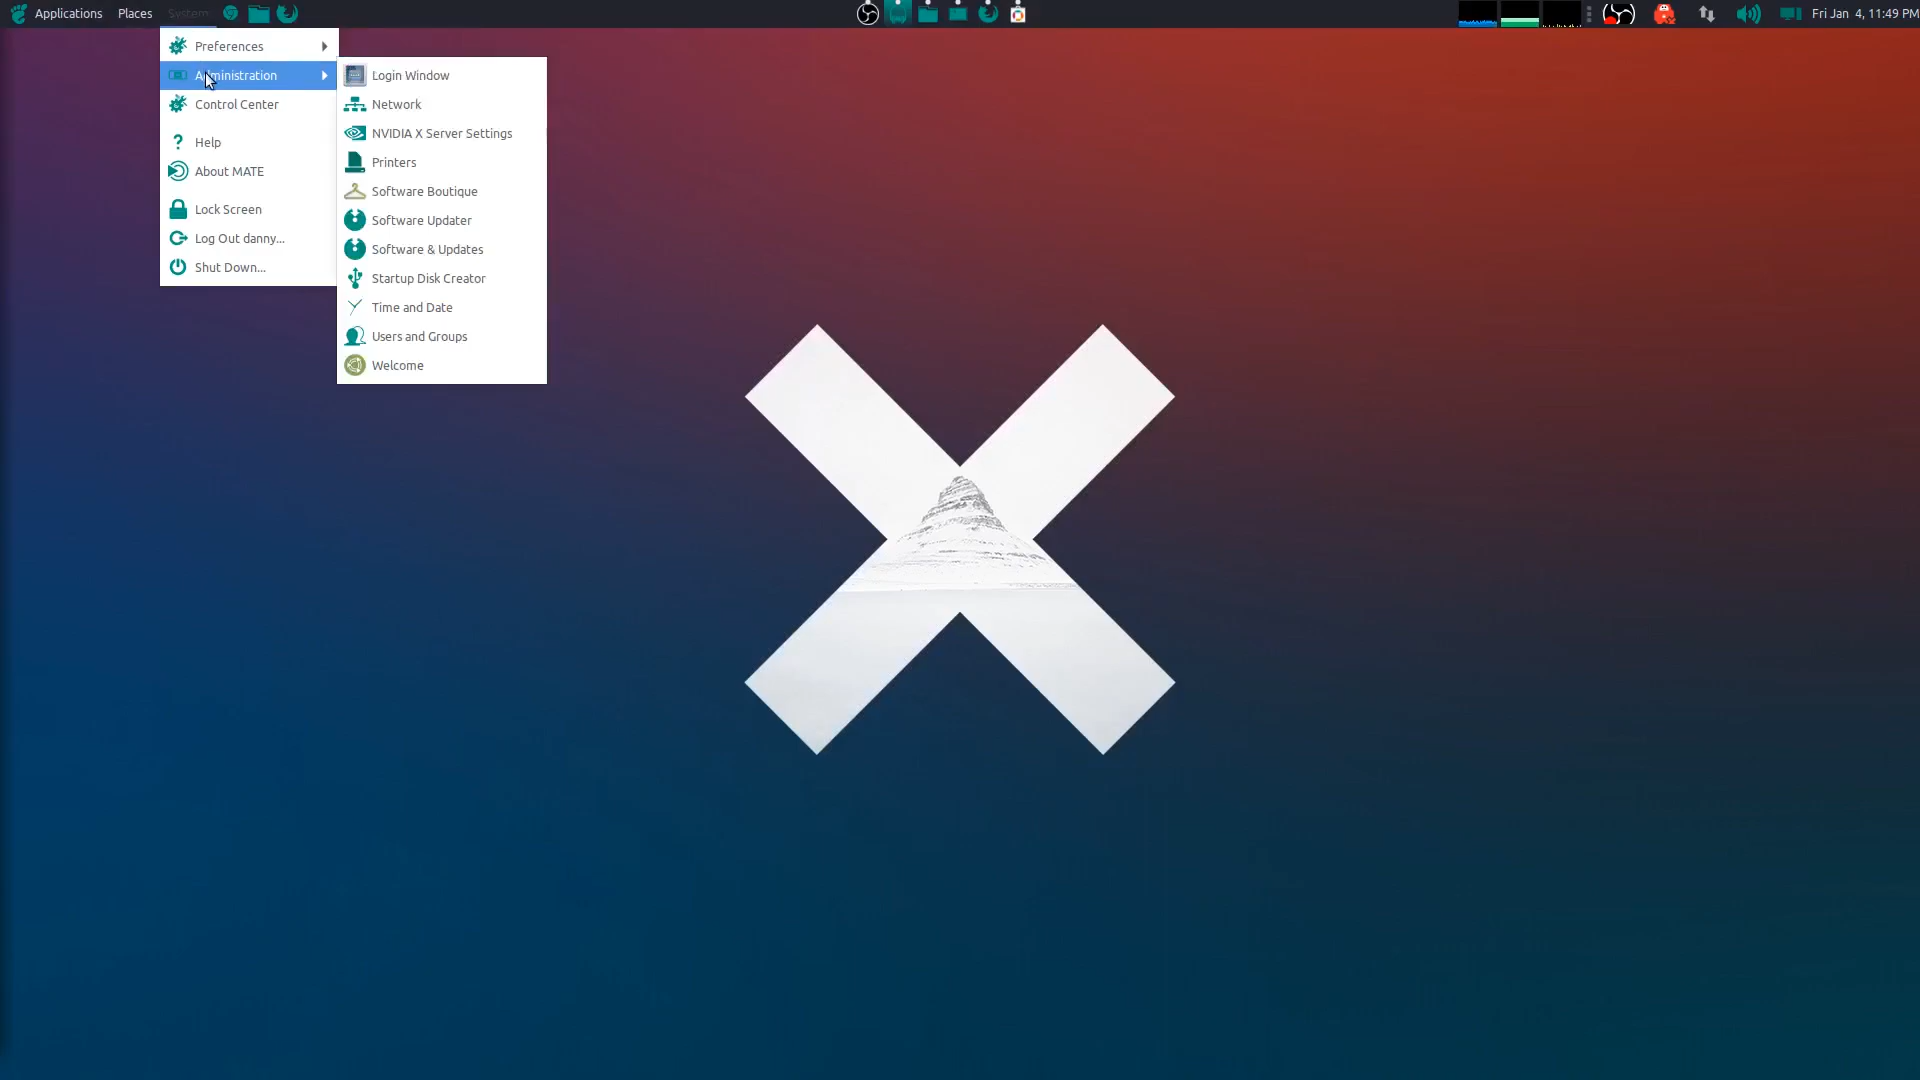 Applications Places System Fri Jan 4, 11:49 PM
Preferences
Administration
Control Center
Help
About MATE
Lock Screen
Log Out danny...
Shut Down...
Login Window
Network
NVIDIA X Server Settings
Printers
Software Boutique
Software Updater
Software & Updates
Startup Disk Creator
Time and Date
Users and Groups
Welcome